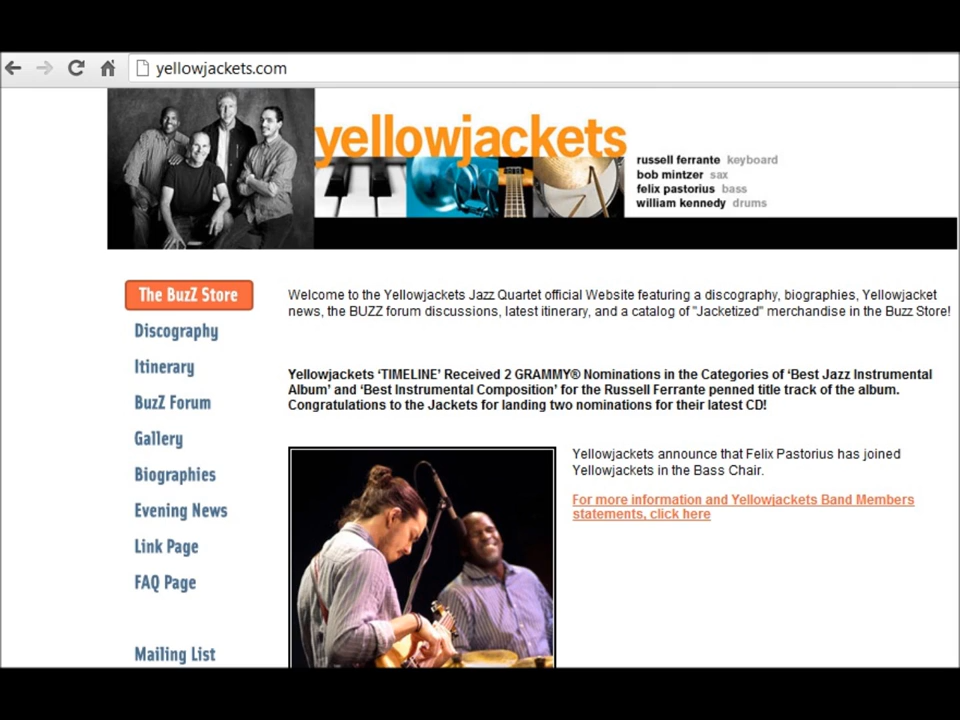 yellowjackets.com
yellowjackets
russell ferrante keyboard
bob mintzer sax
felix pastorius bass
william kennedy drums
The BuzZ Store
Discography
Itinerary
BuzZ Forum
Gallery
Biographies
Evening News
Link Page
FAQ Page
Mailing List
Welcome to the Yellowjackets Jazz Quartet official Website featuring a discography, biographies, Yellowjacket
news, the BUZZ forum discussions, latest itinerary, and a catalog of "Jacketized" merchandise in the Buzz Store!
Yellowjackets ‘TIMELINE’ Received 2 GRAMMY® Nominations in the Categories of ‘Best Jazz Instrumental
Album’ and ‘Best Instrumental Composition’ for the Russell Ferrante penned title track of the album.
Congratulations to the Jackets for landing two nominations for their latest CD!
Yellowjackets announce that Felix Pastorius has joined
Yellowjackets in the Bass Chair.
For more information and Yellowjackets Band Members
statements, click here